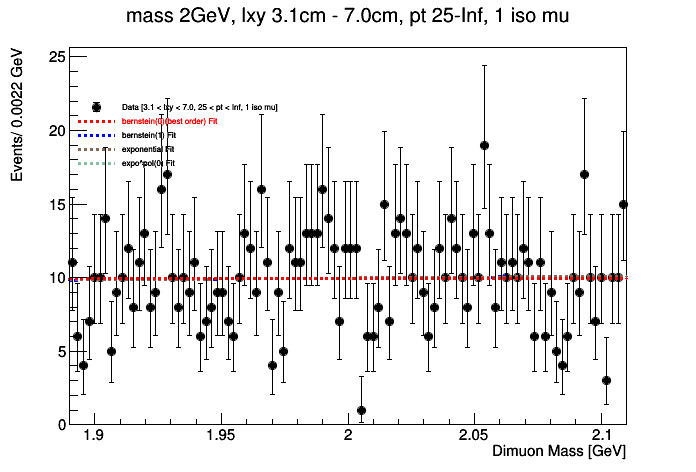 mass 2GeV, lxy 3.1cm - 7.0cm, pt 25-Inf, 1 iso mu
Events/ 0.0022 GeV
25
20
15
10
5
0
Data [3.1 < lxy < 7.0, 25 < pt < Inf, 1 iso mu]
bernstein(0)(best order) Fit
bernstein(1) Fit
exponential Fit
expo*pol(0) Fit
1.9
1.95
2
2.05
2.1
Dimuon Mass [GeV]